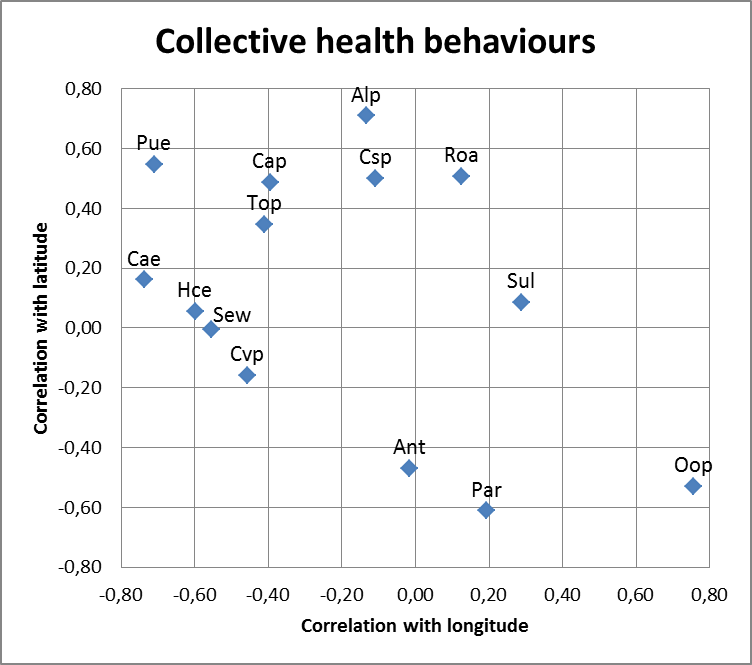 Collective health behaviours
0,80
Alp
0,60
Pue
Cap
Csp
Roa
0,40
Top
0,20
Cae
Hce
Sul
0,00
Sew
Cvp
-0,20
-0,40
Ant
Oop
Par
-0,60
-0,80
Correlation with latitude
-0,80 -0,60 -0,40 -0,20 0,00 0,20 0,40 0,60 0,80
Correlation with longitude